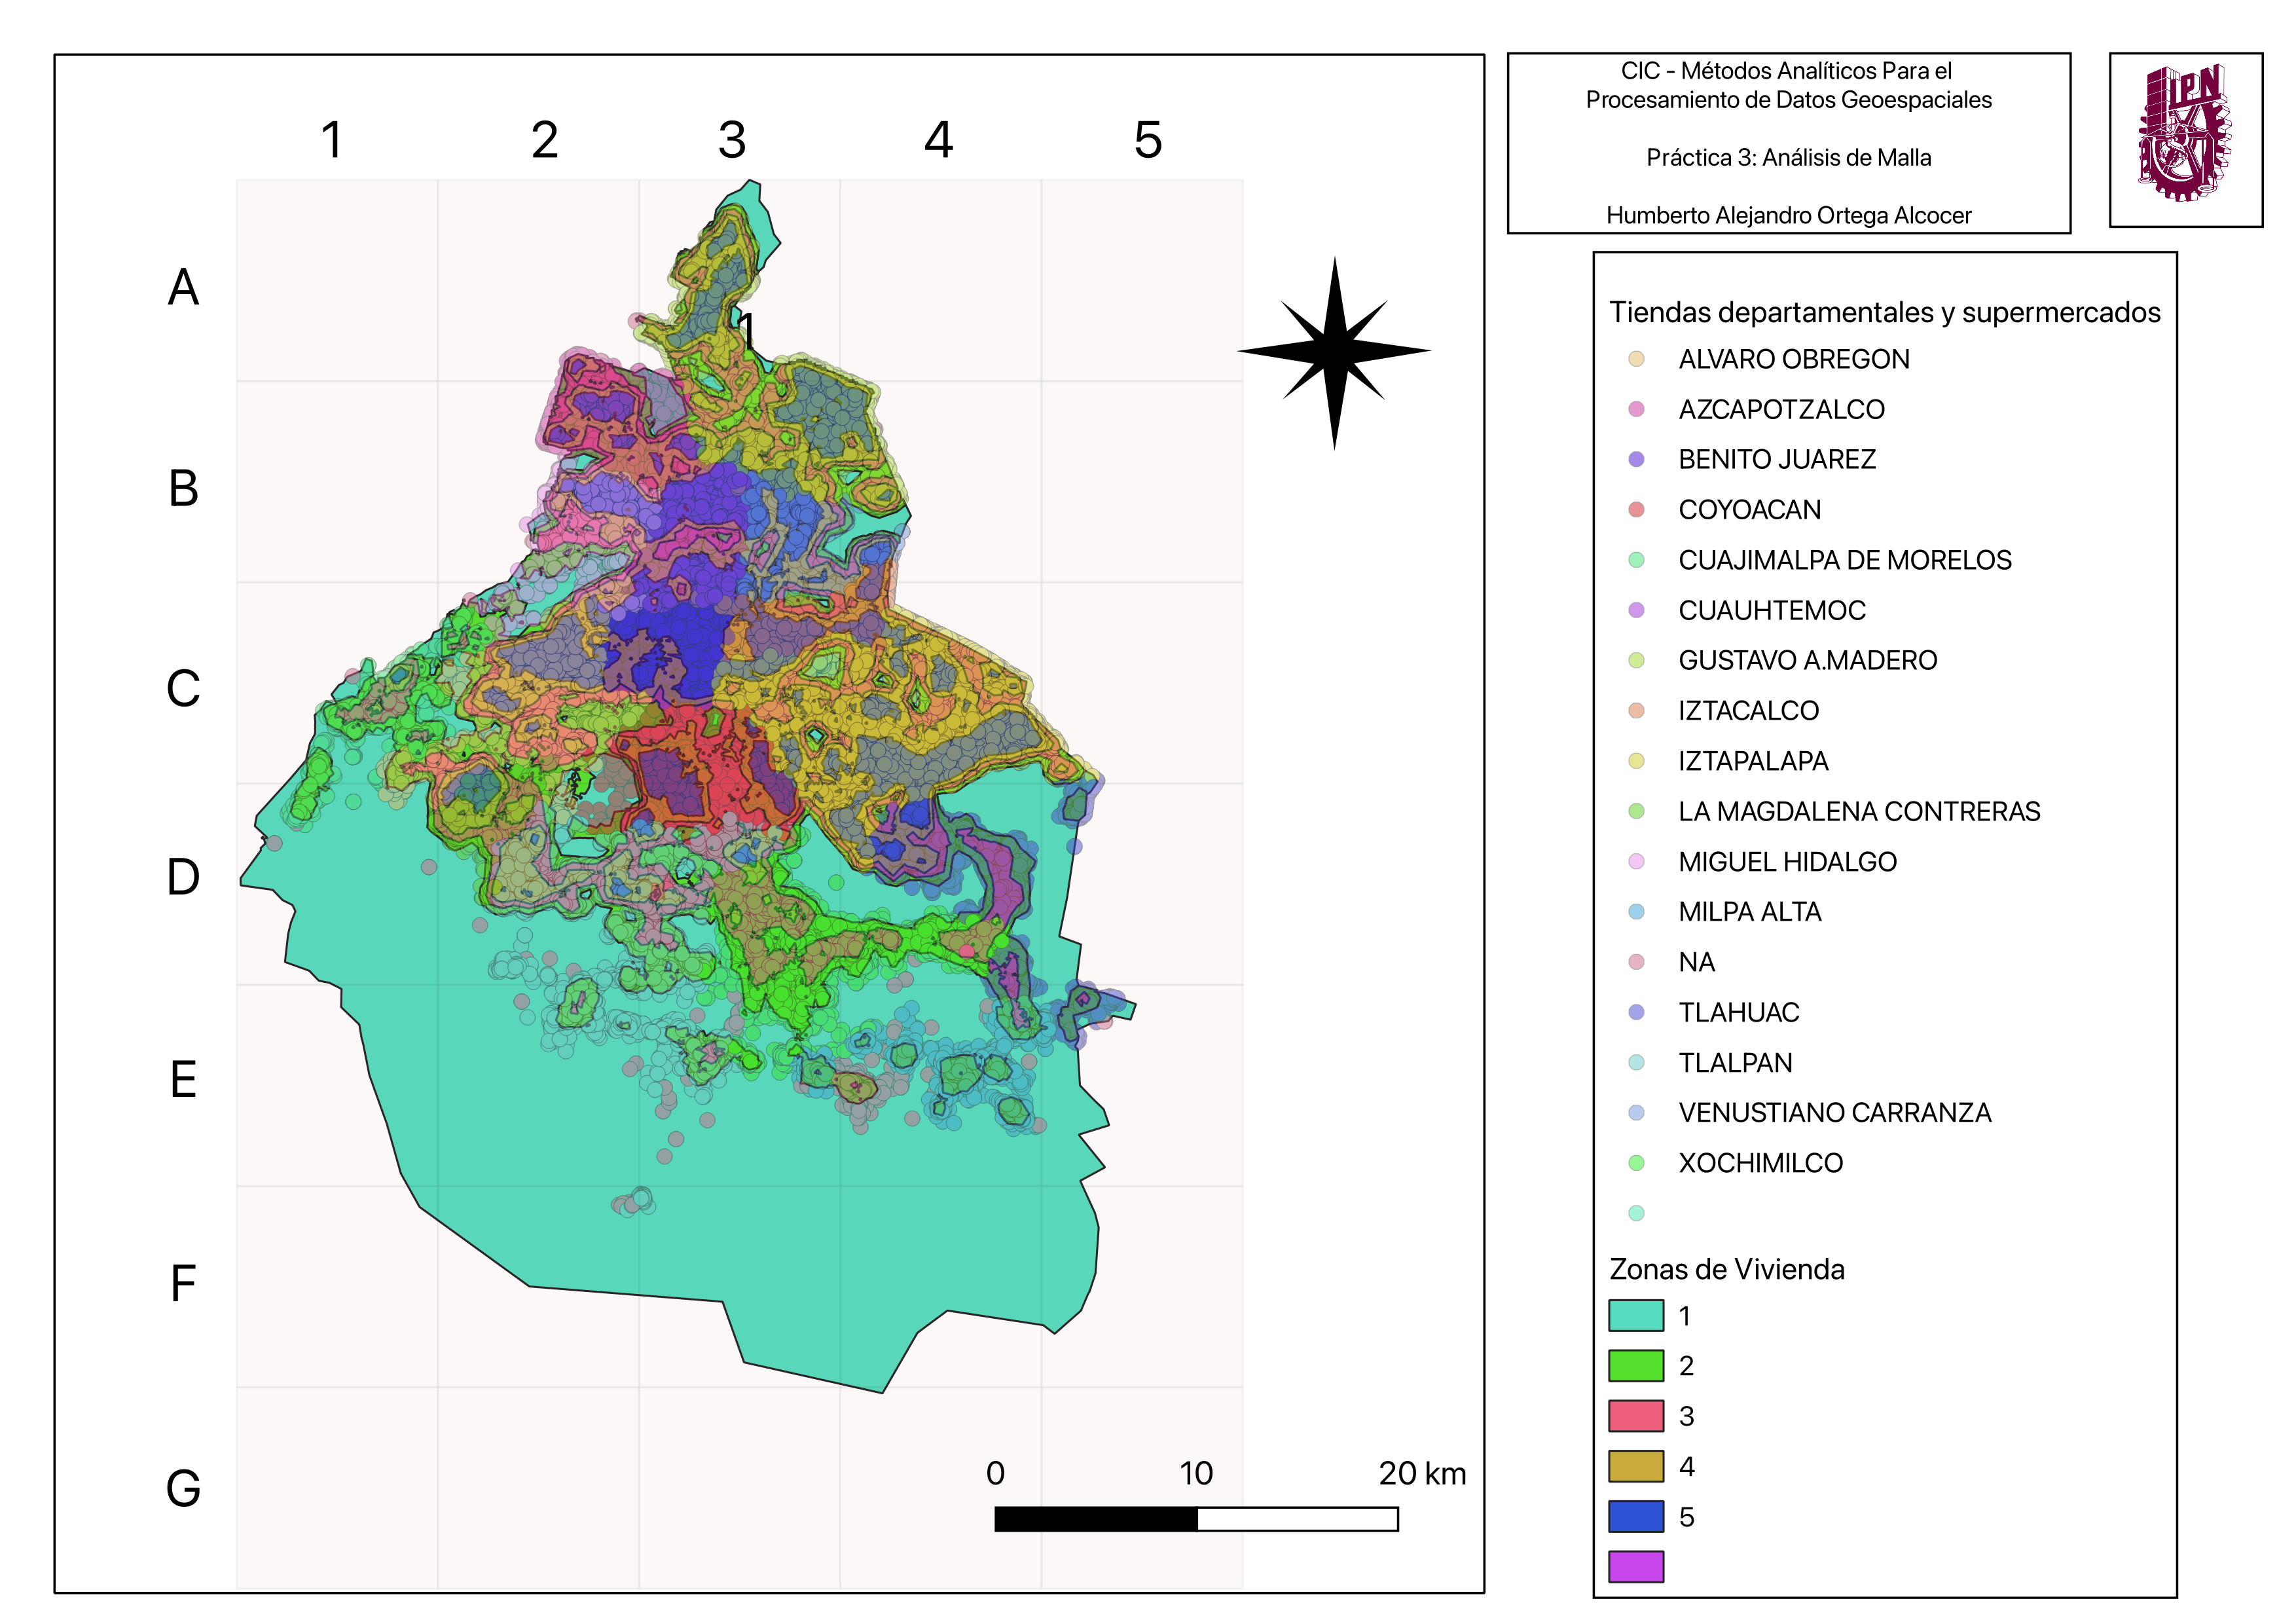 CIC - Métodos Analíticos Para el
Procesamiento de Datos Geoespaciales
Práctica 3: Análisis de Malla
Humberto Alejandro Ortega Alcocer
IPN
1 2 3 4 5
A
1
B
C
D
E
F
G
0 10 20 km
Tiendas departamentales y supermercados
ALVARO OBREGON
AZCAPOTZALCO
BENITO JUAREZ
COYOACAN
CUAJIMALPA DE MORELOS
CUAUHTEMOC
GUSTAVO A.MADERO
IZTACALCO
IZTAPALAPA
LA MAGDALENA CONTRERAS
MIGUEL HIDALGO
MILPA ALTA
NA
TLAHUAC
TLALPAN
VENUSTIANO CARRANZA
XOCHIMILCO
Zonas de Vivienda
1
2
3
4
5